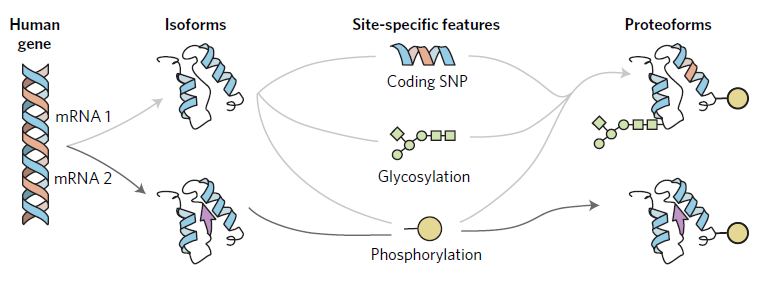 Human
gene
Isoforms
Site-specific features
Proteoforms
mRNA 1
mRNA 2
Coding SNP
Glycosylation
Phosphorylation